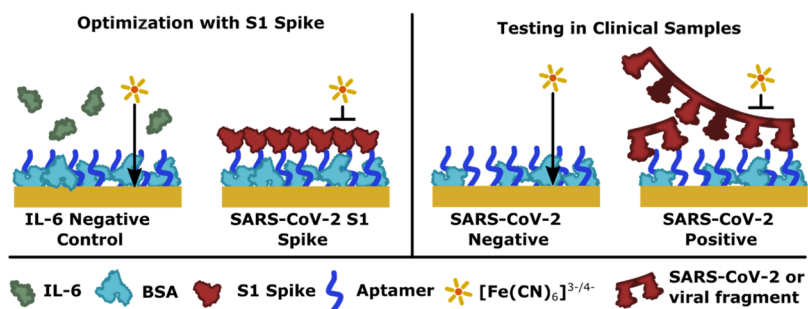 Optimization with S1 Spike
Testing in Clinical Samples
IL-6 Negative
Control
SARS-CoV-2 S1
Spike
SARS-CoV-2
Negative
SARS-CoV-2
Positive
IL-6
BSA
S1 Spike
Aptamer
[Fe(CN)₆]³⁻/⁴⁻
SARS-CoV-2 or
viral fragment